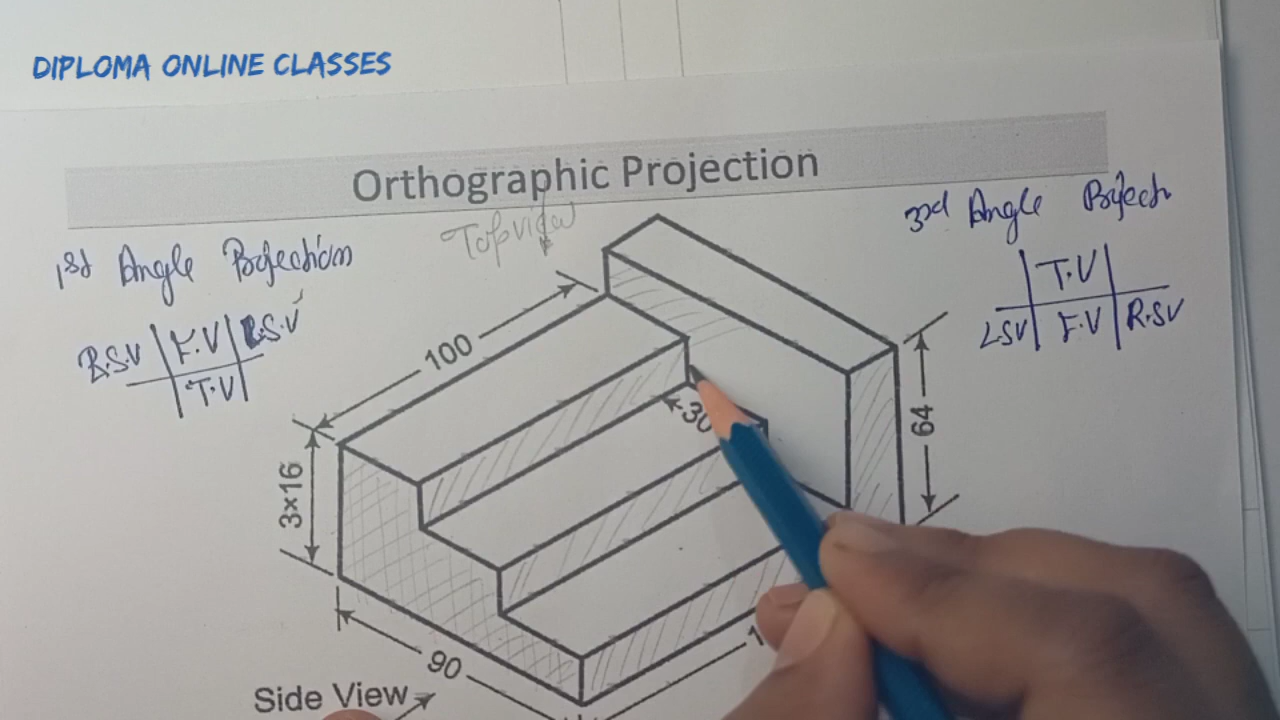 DIPLOMA ONLINE CLASSES
Orthographic Projection
Top view
1st Angle Projection
R.S.V F.V L.S.V
T.V
3rd Angle Project
T.V
LSV F.V R.SV
100
30
64
3×16
90
Side View